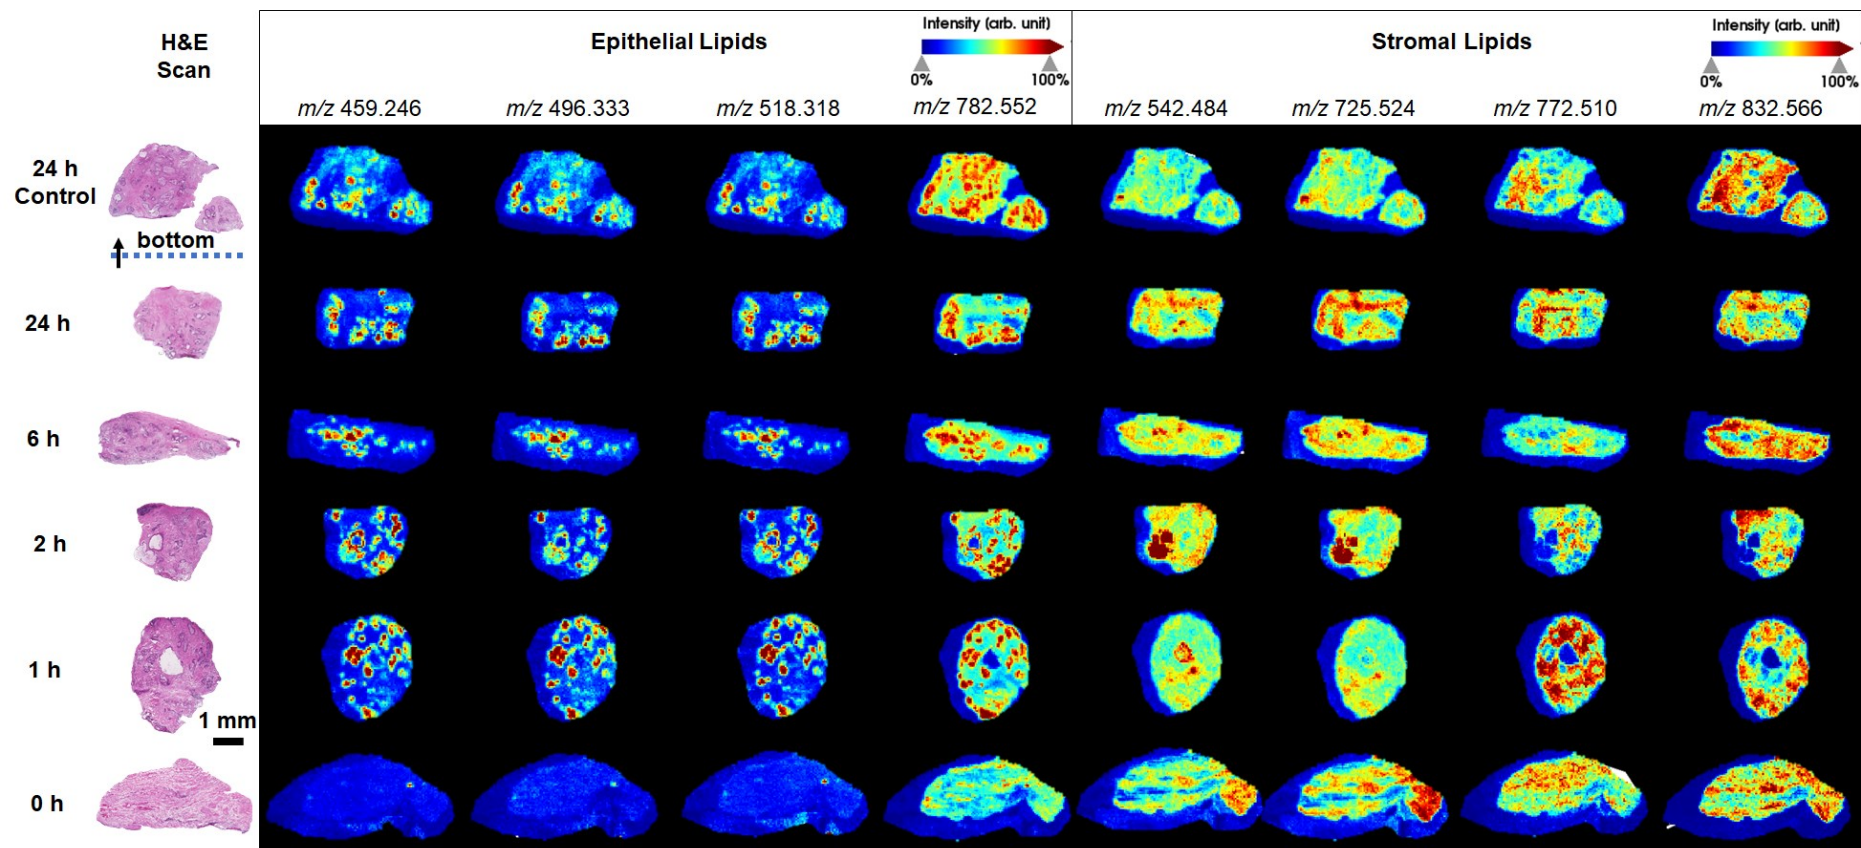 H&E
Scan
Epithelial Lipids
Intensity (arb. unit)
0% 100%
Stromal Lipids
Intensity (arb. unit)
0% 100%
m/z 459.246 m/z 496.333 m/z 518.318 m/z 782.552 m/z 542.484 m/z 725.524 m/z 772.510 m/z 832.566
24 h
Control
bottom
24 h
6 h
2 h
1 h
1 mm
0 h